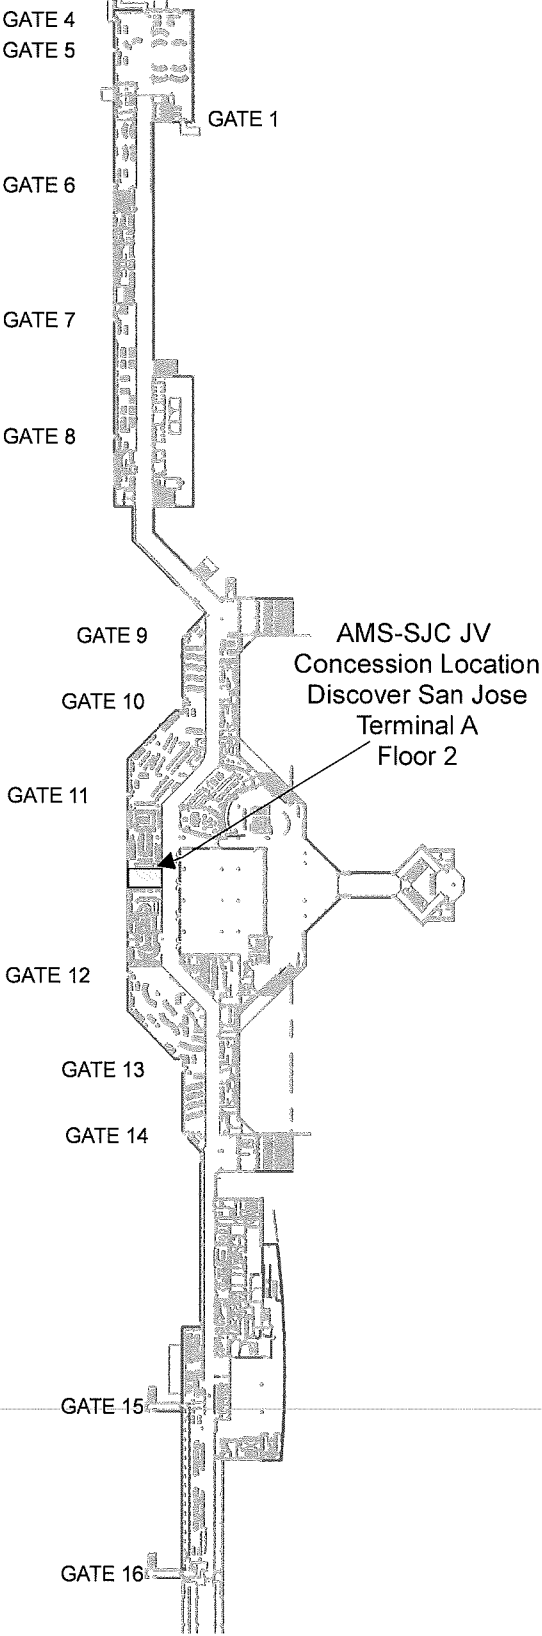 GATE 4
GATE 5
GATE 1
GATE 6
GATE 7
GATE 8
GATE 9
AMS-SJC JV
Concession Location
Discover San Jose
Terminal A
Floor 2
GATE 10
GATE 11
GATE 12
GATE 13
GATE 14
GATE 15
GATE 16